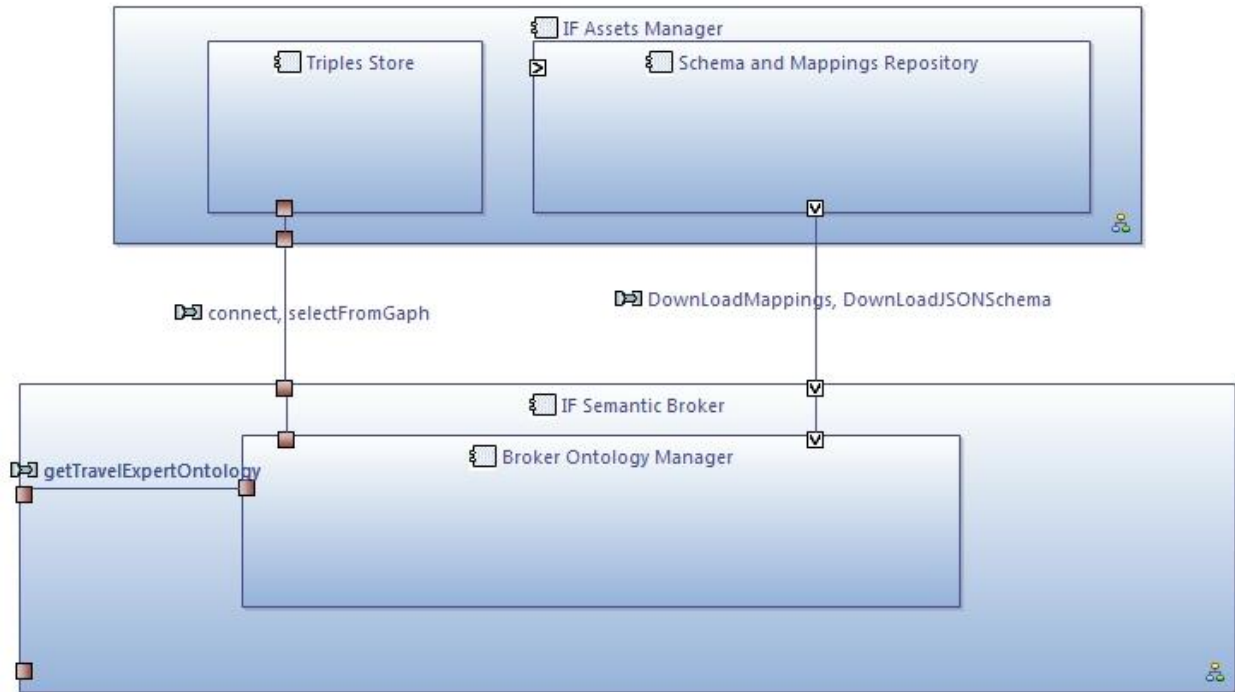 IF Assets Manager
Triples Store
Schema and Mappings Repository
DownLoadMappings, DownLoadJSONSchema
connect, selectFromGaph
IF Semantic Broker
Broker Ontology Manager
getTravelExpertOntology